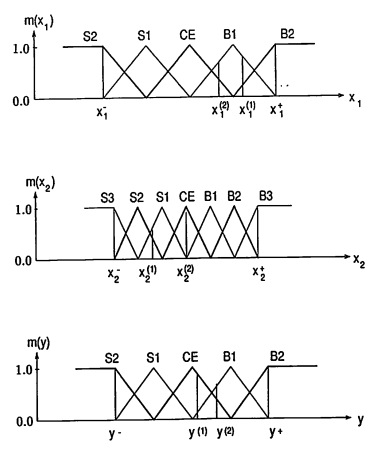 m(x₁)
S2 S1 CE B1 B2
1.0
0.0
x₁⁻ x₁⁽²⁾ x₁⁽¹⁾ x₁⁺ x₁
m(x₂)
S3 S2 S1 CE B1 B2 B3
1.0
0.0
x₂⁻ x₂⁽¹⁾ x₂⁽²⁾ x₂⁺ x₂
m(y)
S2 S1 CE B1 B2
1.0
0.0
y- y⁽¹⁾ y⁽²⁾ y+ y